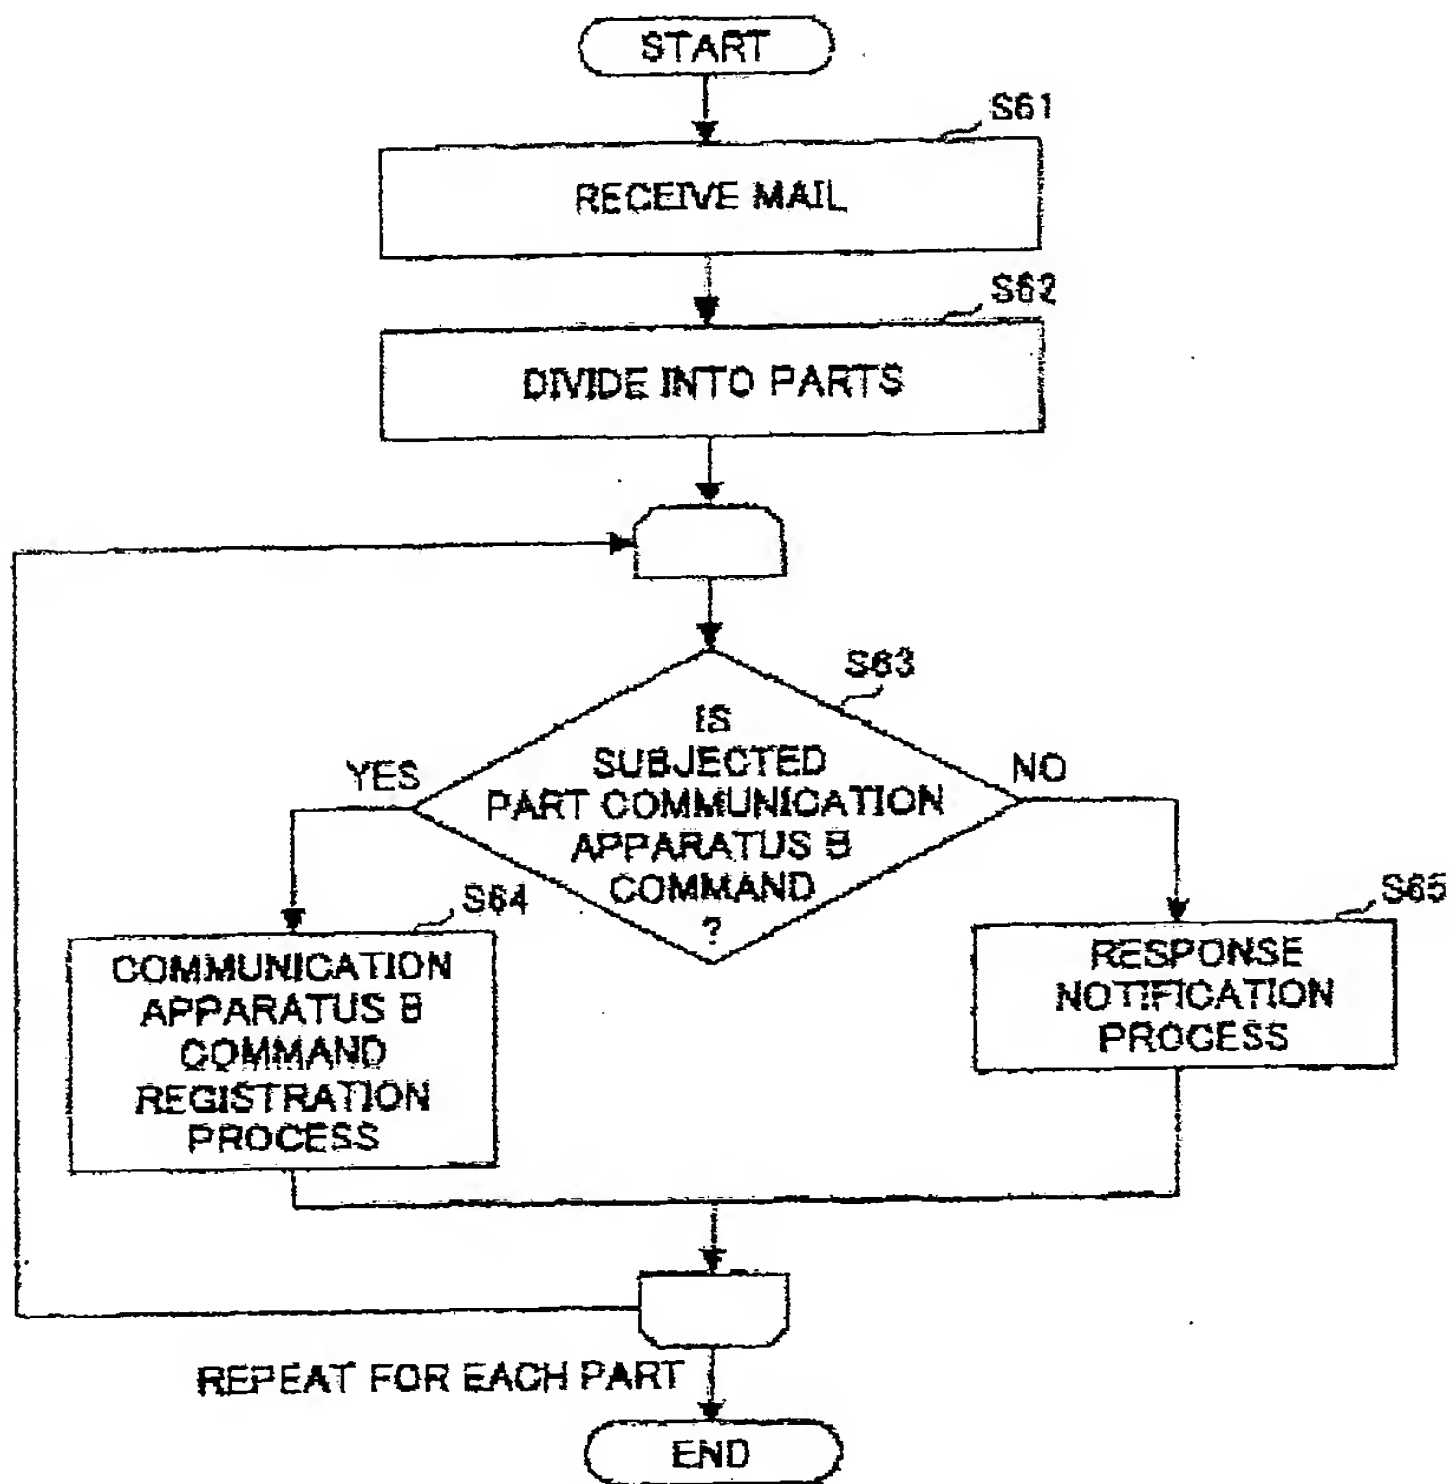 START
S61
RECEIVE MAIL
S62
DIVIDE INTO PARTS
S63
IS
SUBJECTED
PART COMMUNICATION
APPARATUS B
COMMAND
?
YES
NO
S64
COMMUNICATION
APPARATUS B
COMMAND
REGISTRATION
PROCESS
S65
RESPONSE
NOTIFICATION
PROCESS
REPEAT FOR EACH PART
END